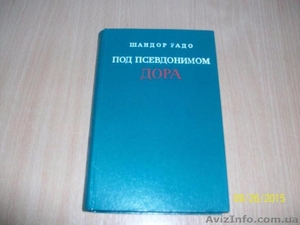 ШАНДОР РАДО
ПОД ПСЕВДОНИМОМ
ДОРА
AvizInfo.com.ua